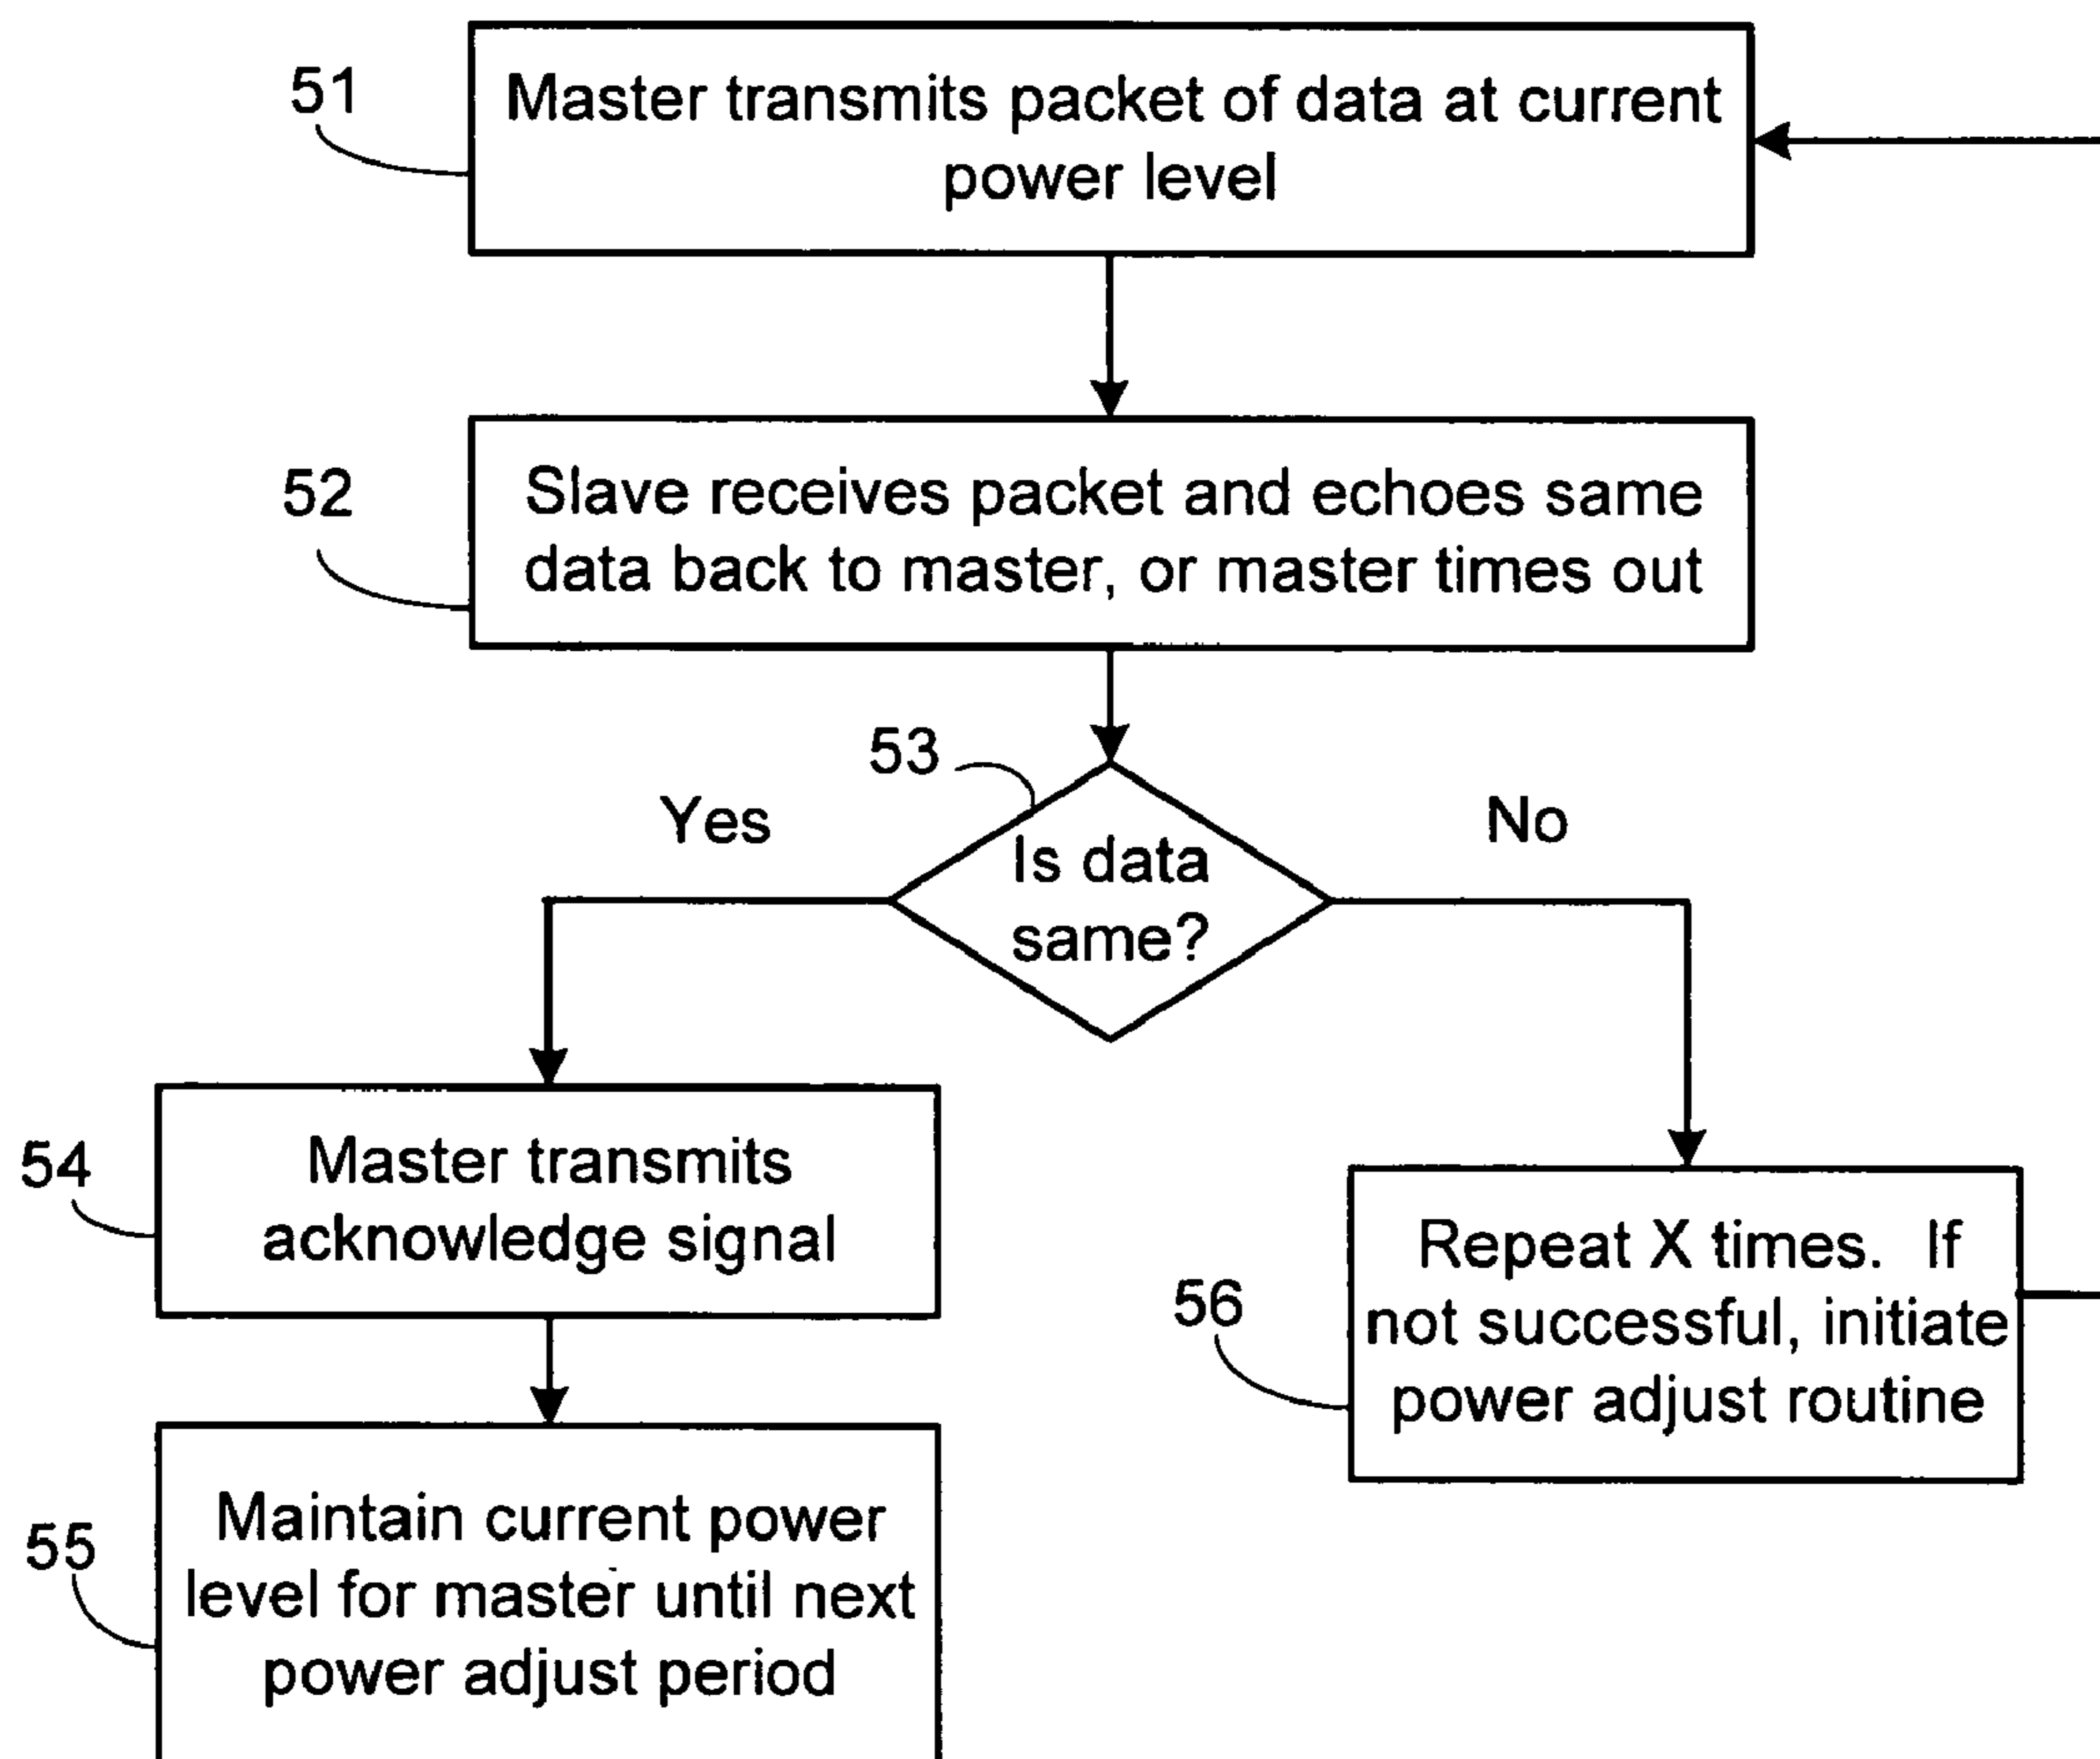 51
Master transmits packet of data at current
power level
52
Slave receives packet and echoes same
data back to master, or master times out
53
Yes
No
Is data
same?
54
Master transmits
acknowledge signal
56
Repeat X times. If
not successful, initiate
power adjust routine
55
Maintain current power
level for master until next
power adjust period